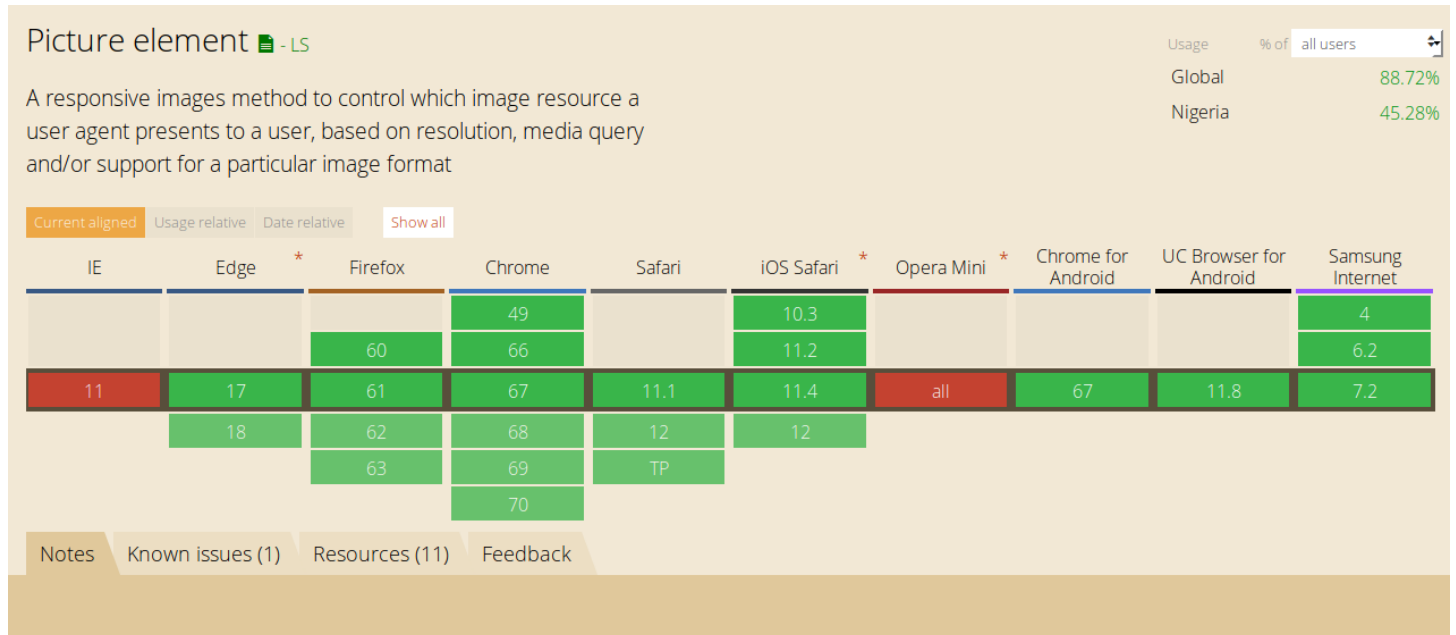 Picture element - LS
Usage % of all users
Global 88.72%
Nigeria 45.28%
A responsive images method to control which image resource a
user agent presents to a user, based on resolution, media query
and/or support for a particular image format
Current aligned Usage relative Date relative Show all
IE Edge * Firefox Chrome Safari iOS Safari * Opera Mini * Chrome for Android UC Browser for Android Samsung Internet
49 10.3 4
60 66 11.2 6.2
11 17 61 67 11.1 11.4 all 67 11.8 7.2
18 62 68 12 12
63 69 TP
70
Notes Known issues (1) Resources (11) Feedback